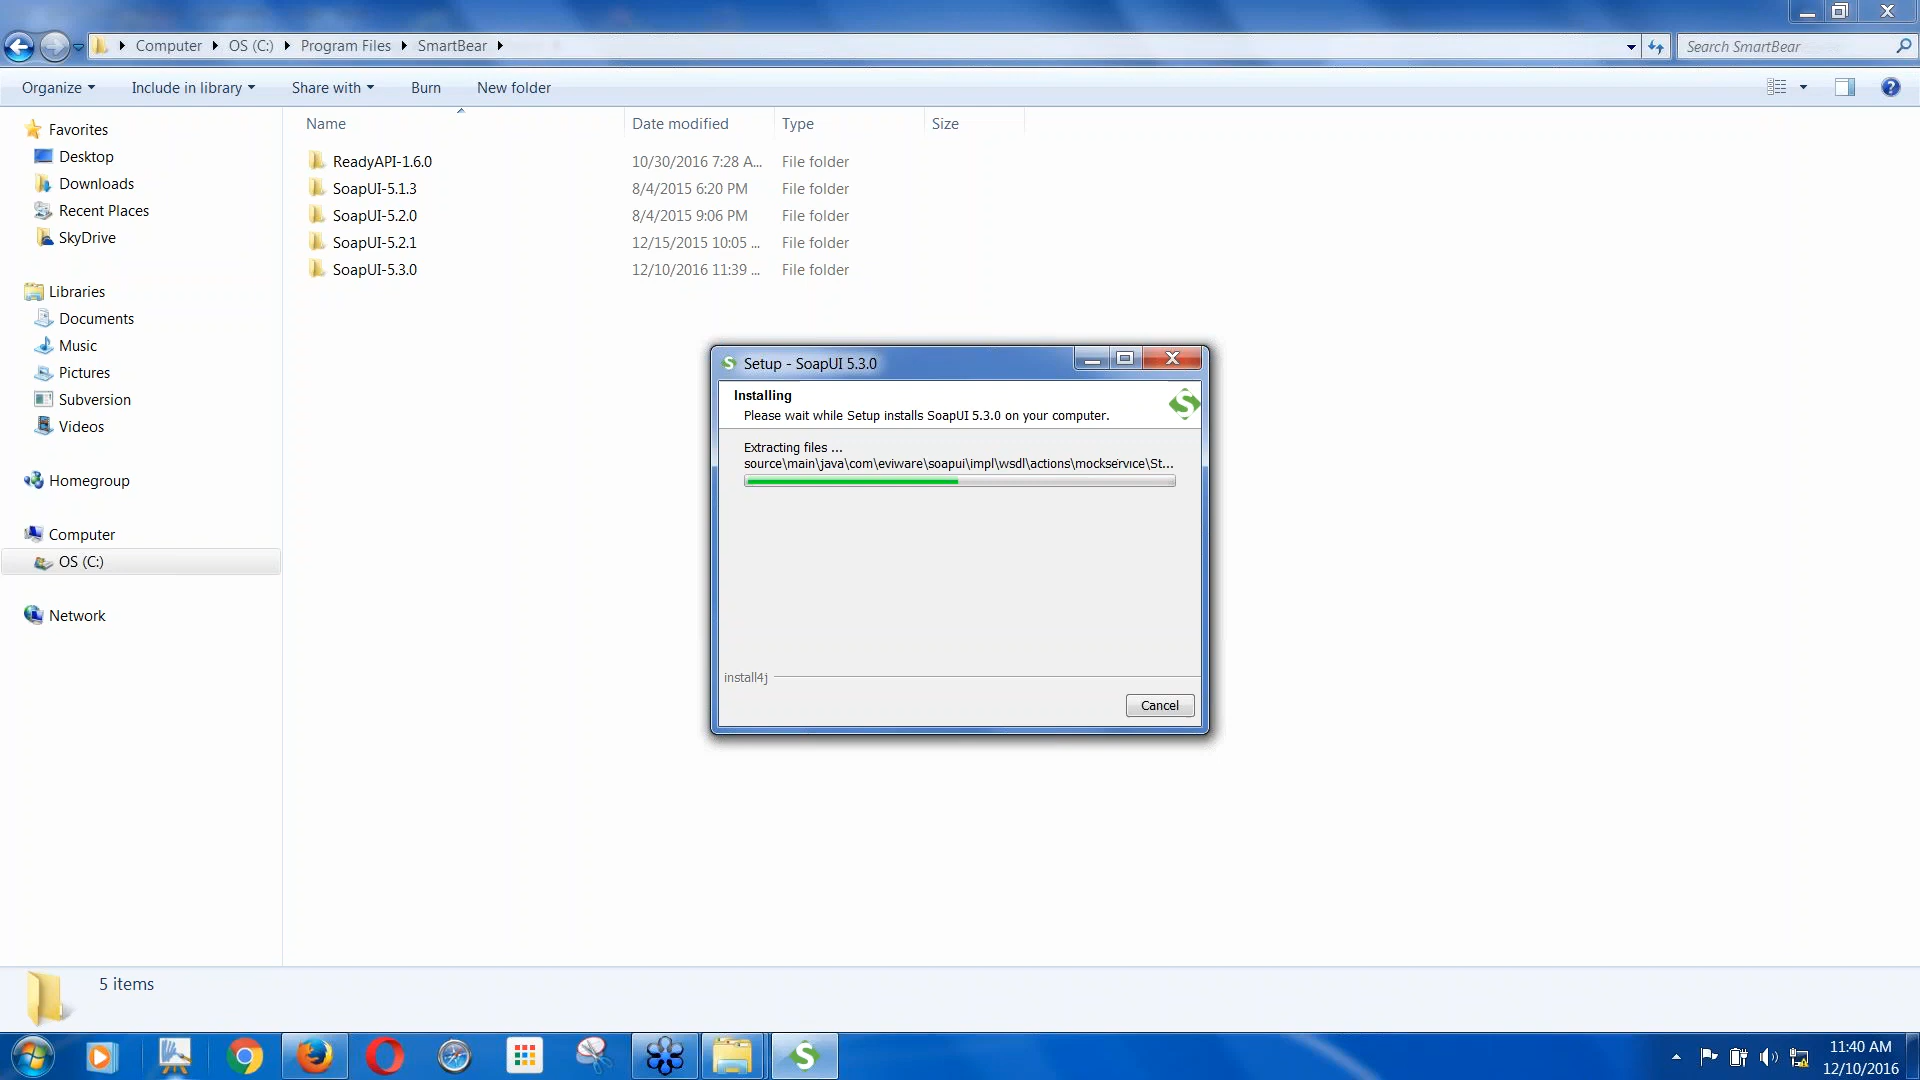 Computer OS (C:) Program Files SmartBear
Search SmartBear
Organize Include in library Share with Burn New folder
Name Date modified Type Size
Favorites
Desktop
Downloads
Recent Places
SkyDrive
Libraries
Documents
Music
Pictures
Subversion
Videos
Homegroup
Computer
OS (C:)
Network
ReadyAPI-1.6.0 10/30/2016 7:28 A... File folder
SoapUI-5.1.3 8/4/2015 6:20 PM File folder
SoapUI-5.2.0 8/4/2015 9:06 PM File folder
SoapUI-5.2.1 12/15/2015 10:05 ... File folder
SoapUI-5.3.0 12/10/2016 11:39 ... File folder
Setup - SoapUI 5.3.0
Installing
Please wait while Setup installs SoapUI 5.3.0 on your computer.
Extracting files ...
source\main\java\com\eviware\soapui\impl\wsdl\actions\mockservice\St...
install4j
Cancel
5 items
11:40 AM
12/10/2016